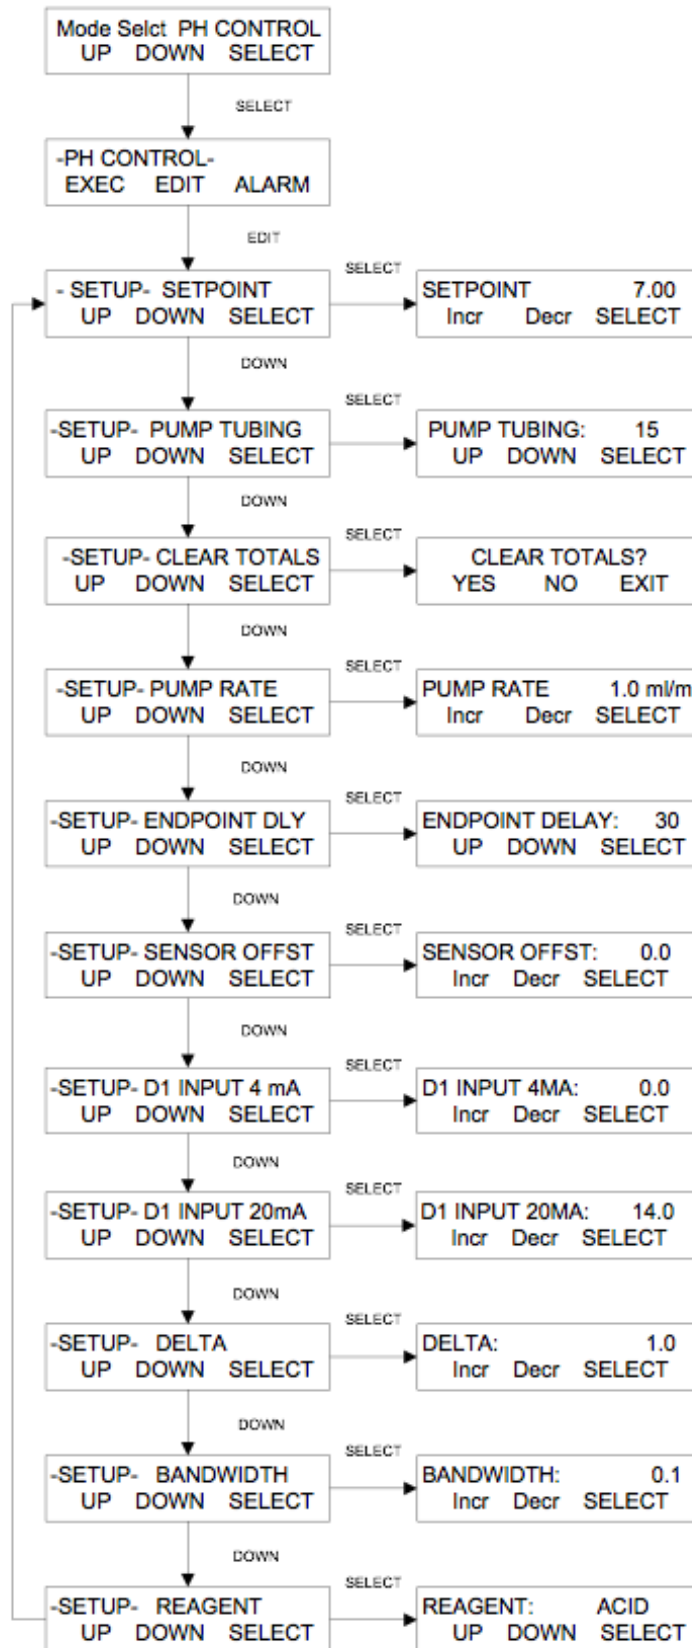 Mode Selct PH CONTROL
UP DOWN SELECT
SELECT
-PH CONTROL-
EXEC EDIT ALARM
EDIT
- SETUP- SETPOINT
UP DOWN SELECT
SELECT
SETPOINT 7.00
Incr Decr SELECT
DOWN
-SETUP- PUMP TUBING
UP DOWN SELECT
SELECT
PUMP TUBING: 15
UP DOWN SELECT
DOWN
-SETUP- CLEAR TOTALS
UP DOWN SELECT
SELECT
CLEAR TOTALS?
YES NO EXIT
DOWN
-SETUP- PUMP RATE
UP DOWN SELECT
SELECT
PUMP RATE 1.0 ml/m
Incr Decr SELECT
DOWN
-SETUP- ENDPOINT DLY
UP DOWN SELECT
SELECT
ENDPOINT DELAY: 30
UP DOWN SELECT
DOWN
-SETUP- SENSOR OFFST
UP DOWN SELECT
SELECT
SENSOR OFFST: 0.0
Incr Decr SELECT
DOWN
-SETUP- D1 INPUT 4 mA
UP DOWN SELECT
SELECT
D1 INPUT 4MA: 0.0
Incr Decr SELECT
DOWN
-SETUP- D1 INPUT 20mA
UP DOWN SELECT
SELECT
D1 INPUT 20MA: 14.0
Incr Decr SELECT
DOWN
-SETUP- DELTA
UP DOWN SELECT
SELECT
DELTA: 1.0
Incr Decr SELECT
DOWN
-SETUP- BANDWIDTH
UP DOWN SELECT
SELECT
BANDWIDTH: 0.1
Incr Decr SELECT
DOWN
-SETUP- REAGENT
UP DOWN SELECT
SELECT
REAGENT: ACID
UP DOWN SELECT